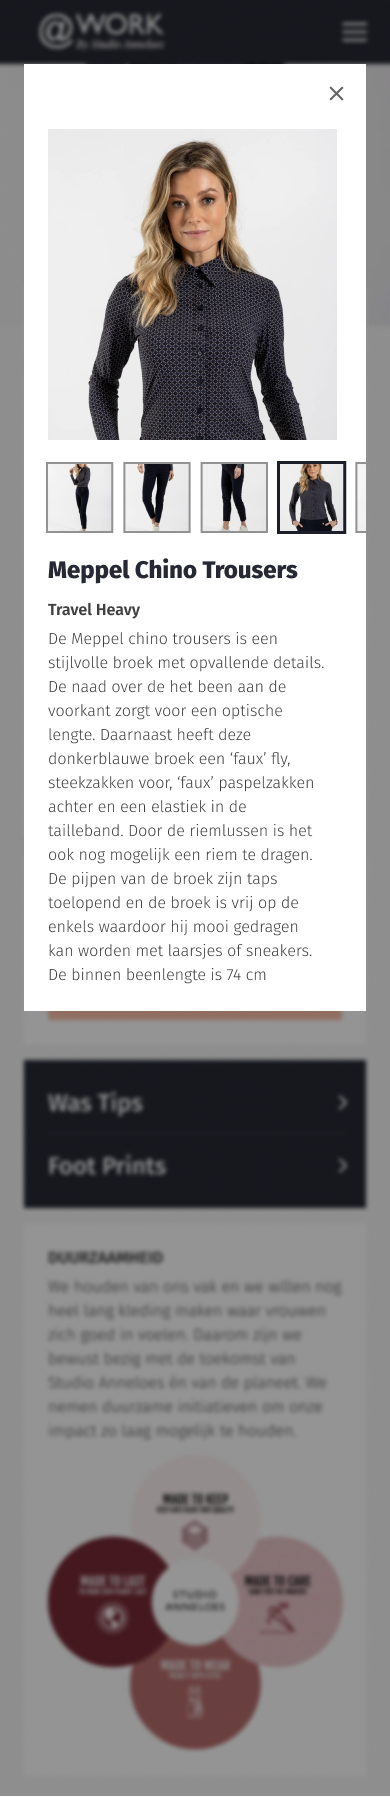 @WORK
By Studio Anneloes
Meppel Chino Trousers
Travel Heavy
De Meppel chino trousers is een
stijlvolle broek met opvallende details.
De naad over de het been aan de
voorkant zorgt voor een optische
lengte. Daarnaast heeft deze
donkerblauwe broek een ‘faux’ fly,
steekzakken voor, ‘faux’ paspelzakken
achter en een elastiek in de
tailleband. Door de riemlussen is het
ook nog mogelijk een riem te dragen.
De pijpen van de broek zijn taps
toelopend en de broek is vrij op de
enkels waardoor hij mooi gedragen
kan worden met laarsjes of sneakers.
De binnen beenlengte is 74 cm
Was Tips
Foot Prints
DUURZAAMHEID
We houden van ons vak en we willen nog
heel lang kleding maken waar vrouwen
zich goed in voelen. Daarom zijn we
bewust bezig met de toekomst van
Studio Anneloes én van de planeet. We
nemen duurzame initiatieven om onze
impact zo laag mogelijk te houden.
MADE TO KEEP
MADE TO LAST
STUDIO
ANNELOES
MADE TO CARE
MADE TO WEAR